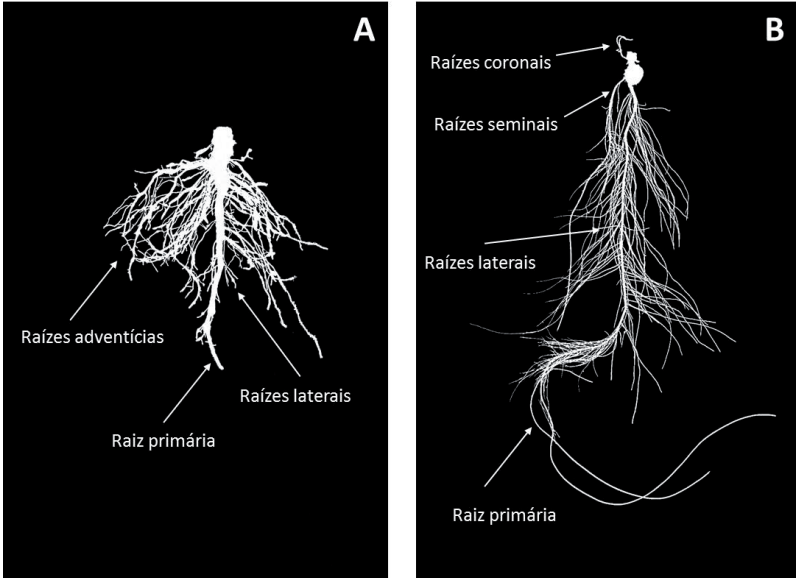 A
Raízes adventícias
Raízes laterais
Raiz primária
B
Raízes coronais
Raízes seminais
Raízes laterais
Raiz primária